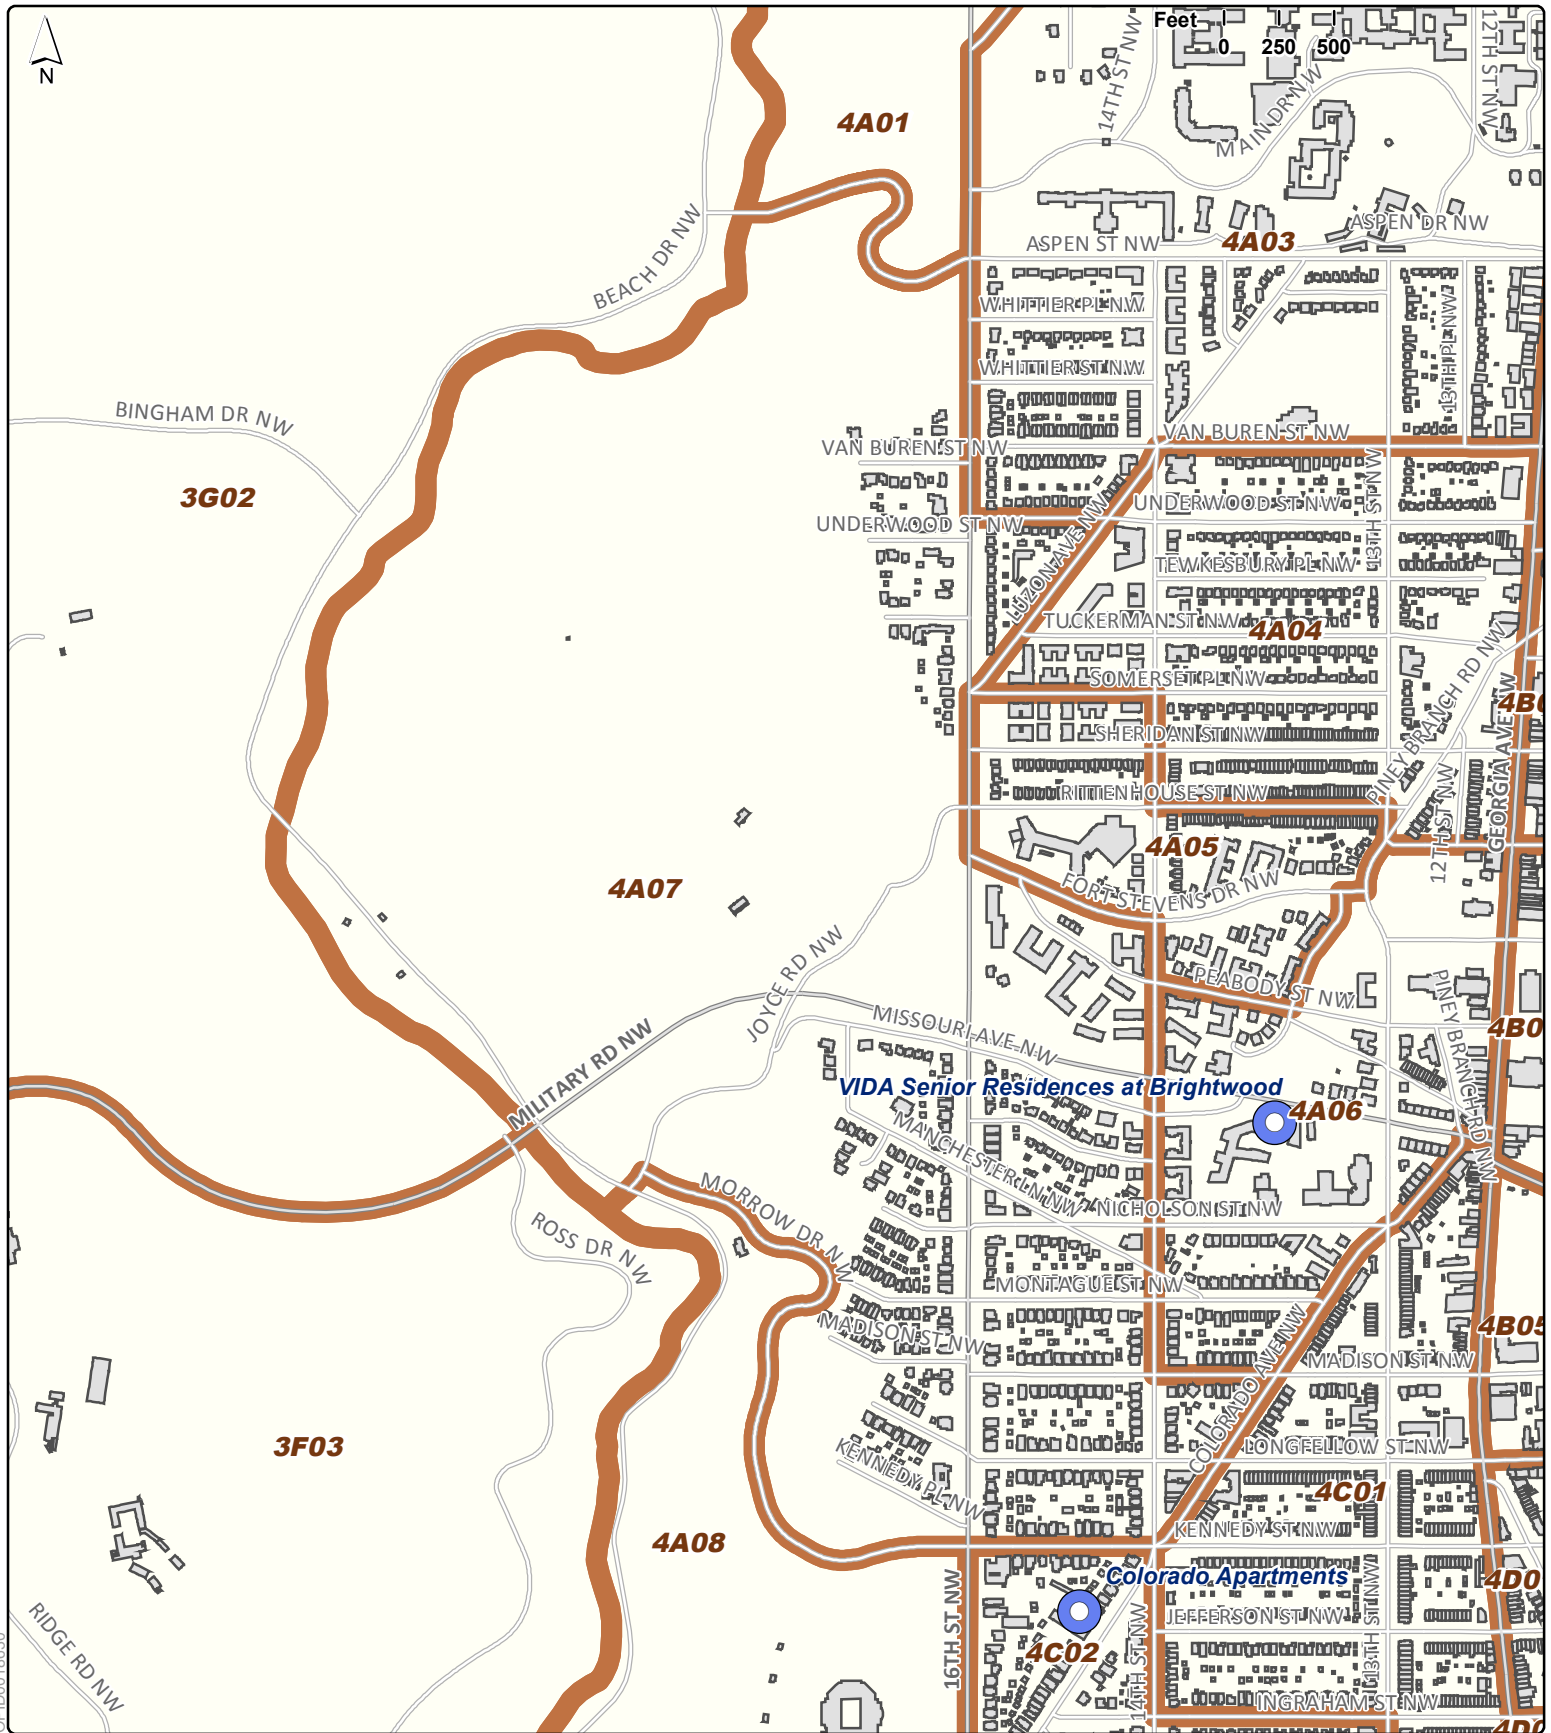 Feet
0 250 500
N
14TH ST NW
12TH ST NW
MAIN DR NW
4A01
ASPEN DR NW
ASPEN ST NW
4A03
BEACH DR NW
WHITTIER PL NW
13TH PL NW
WHITTIER ST NW
BINGHAM DR NW
VAN BUREN ST NW
VAN BUREN ST NW
3G02
13TH ST NW
UNDERWOOD ST NW
UNDERWOOD ST NW
LUZON AVE NW
TEWKESBURY PL NW
TUCKERMAN ST NW
4A04
PINEY BRANCH RD NW
SOMERSET PL NW
4B0
SHERIDAN ST NW
GEORGIA AVE NW
RITTENHOUSE ST NW
12TH ST NW
4A05
4A07
FORT STEVENS DR NW
JOYCE RD NW
PEABODY ST NW
PINEY BRANCH RD NW
MISSOURI AVE NW
4B0
MILITARY RD NW
VIDA Senior Residences at Brightwood
4A06
MANCHESTER LN NW
MORROW DR NW
NICHOLSON ST NW
ROSS DR NW
MONTAGUE ST NW
MADISON ST NW
4B05
COLORADO AVE NW
MADISON ST NW
3F03
KENNEDY PL NW
LONGFELLOW ST NW
4C01
KENNEDY ST NW
4A08
Colorado Apartments
4D0
16TH ST NW
14TH ST NW
JEFFERSON ST NW
13TH ST NW
4C02
RIDGE RD NW
INGRAHAM ST NW
4D0